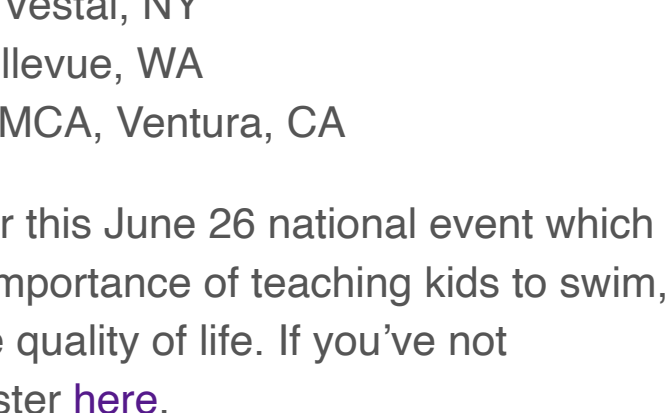 Vestal, NY
llevue, WA
MCA, Ventura, CA
r this June 26 national event which
mportance of teaching kids to swim,
e quality of life. If you’ve not
ster here.